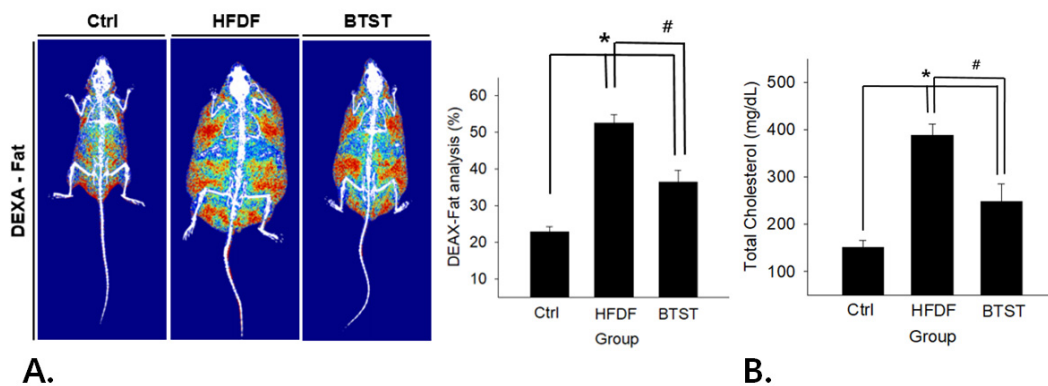 Ctrl HFDF BTST
DEXA - Fat
* #
DEAX-Fat analysis (%)
60
50
40
30
20
10
Ctrl HFDF BTST
Group
* #
Total Cholesterol (mg/dL)
500
400
300
200
100
Ctrl HFDF BTST
Group
A. B.